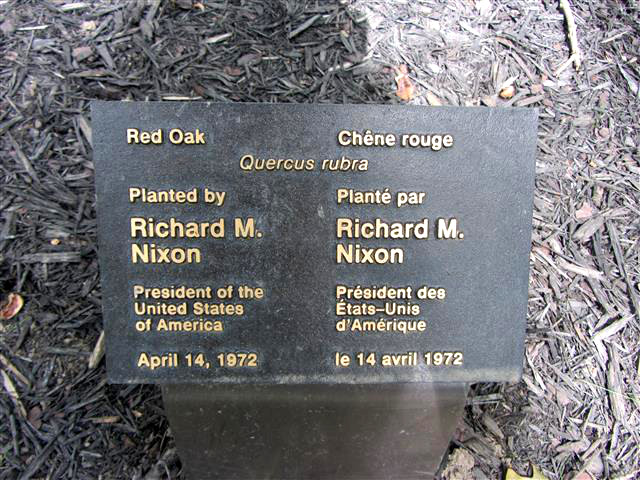 Red Oak
Chêne rouge
Quercus rubra
Planted by
Richard M.
Nixon
President of the
United States
of America
April 14, 1972
Planté par
Richard M.
Nixon
Président des
États-Unis
d'Amérique
le 14 avril 1972